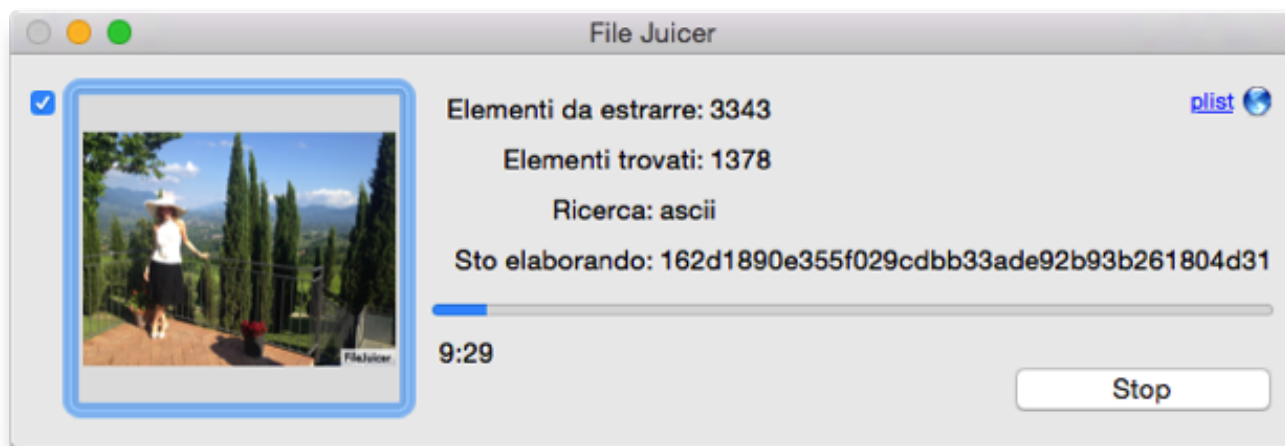 File Juicer
Elementi da estrarre: 3343
plist
Elementi trovati: 1378
Ricerca: ascii
Sto elaborando: 162d1890e355f029cdbb33ade92b93b261804d31
FileJuicer
9:29
Stop